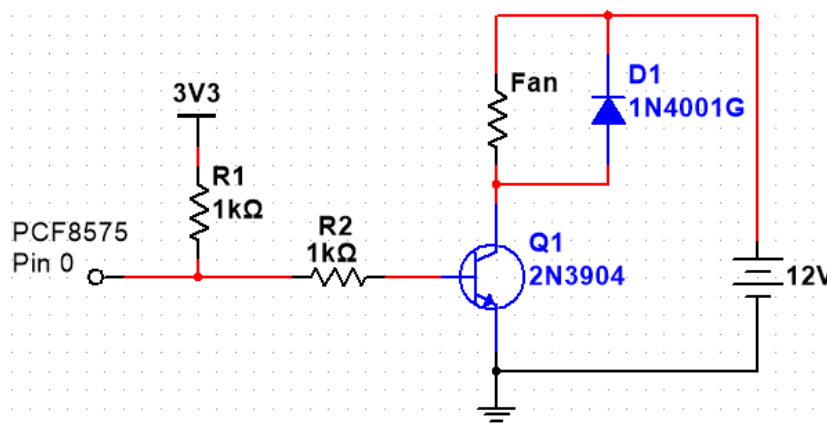 3V3
R1
1kΩ
PCF8575
Pin 0
R2
1kΩ
Fan
D1
1N4001G
Q1
2N3904
12V